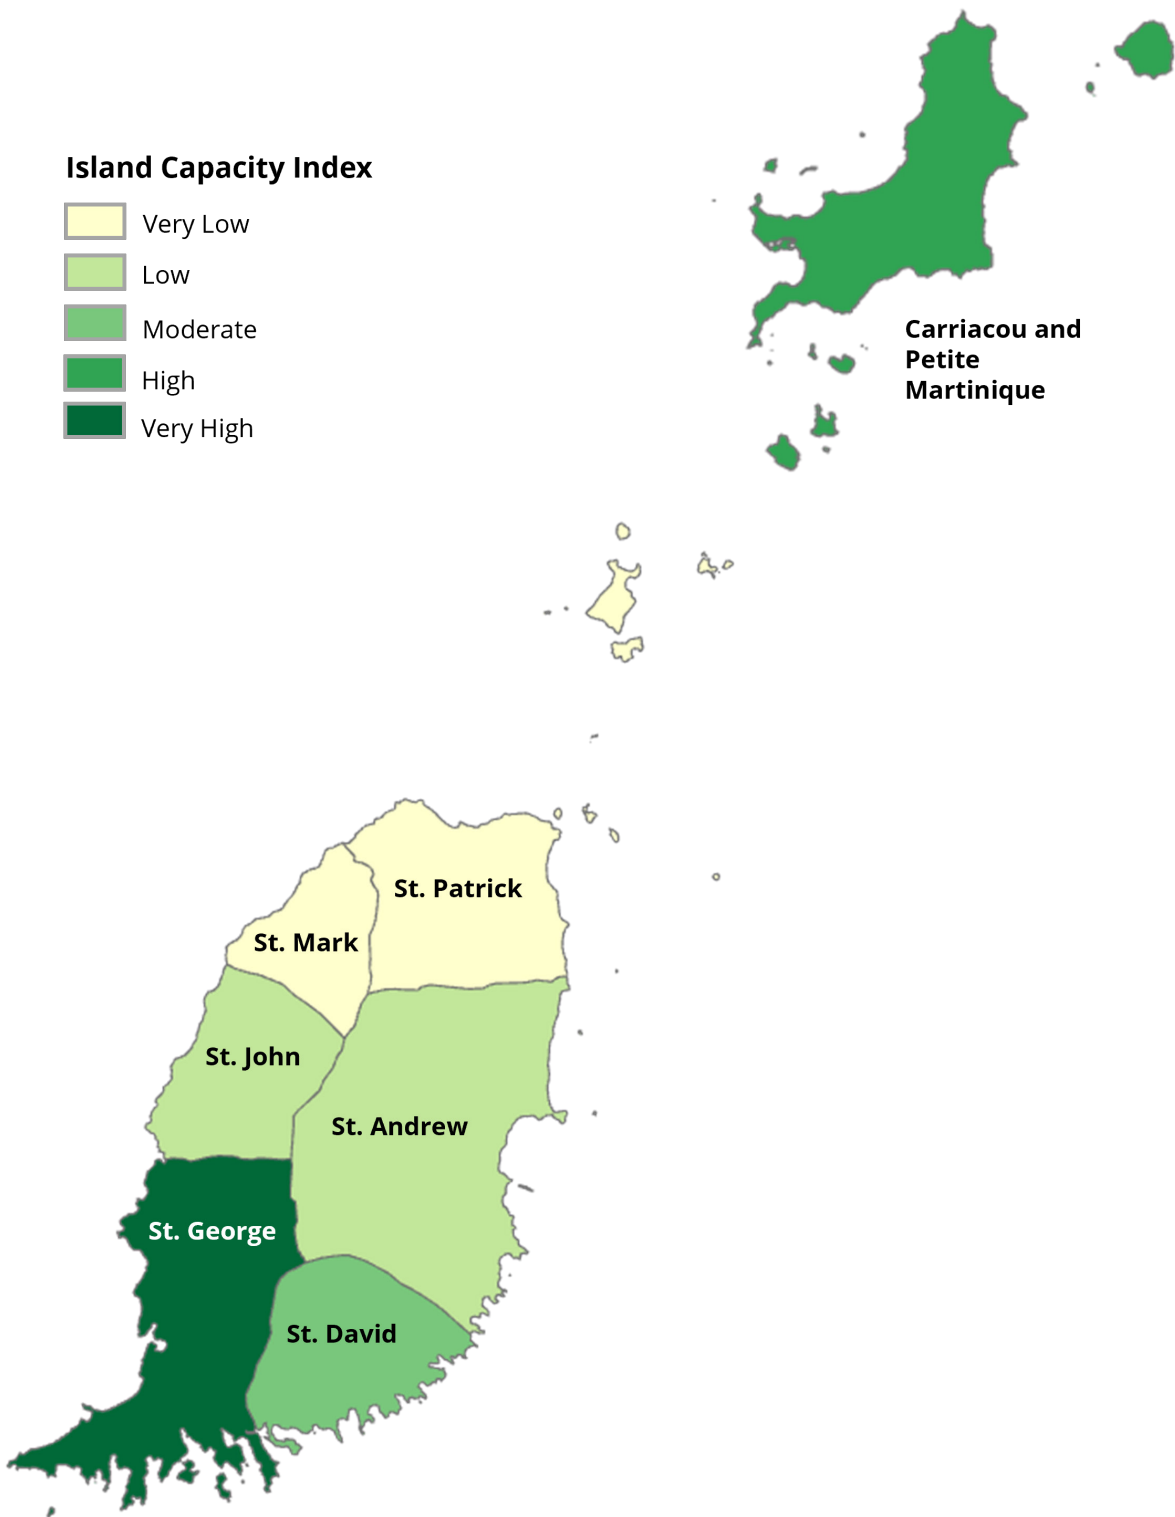 Island Capacity Index
Very Low
Low
Moderate
High
Very High
Carriacou and
Petite
Martinique
St. Patrick
St. Mark
St. John
St. Andrew
St. George
St. David